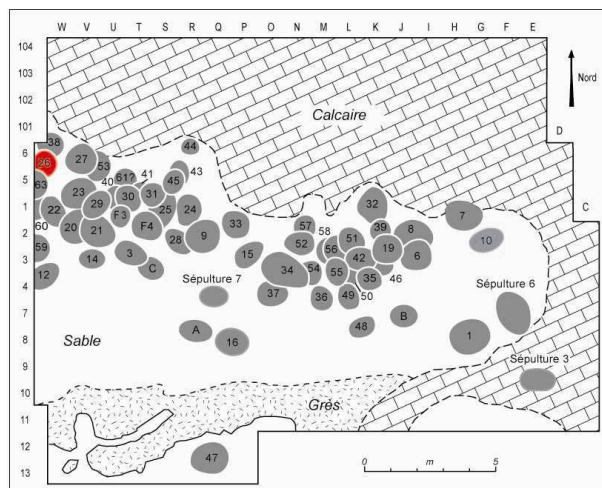 W V U T S R Q P O N M L K J I H G F E
104
103
102
101
6
5
1
2
3
4
7
8
9
10
11
12
13
D
C
Nord
Calcaire
38 44
26 27 53 61? 41 43
63 40 30 31 45
23 29 25 24 32 7
22 F3 33 57 58 39 8
60 20 21 F4 28 9 52 56 51 19 10
59 14 3 15 42 6
12 C 34 54 55 35 46
Sépulture 7 37 36 49 50 Sépulture 6
A 16 48 B 1
Sable
Sépulture 3
Grés
47
0 m 5